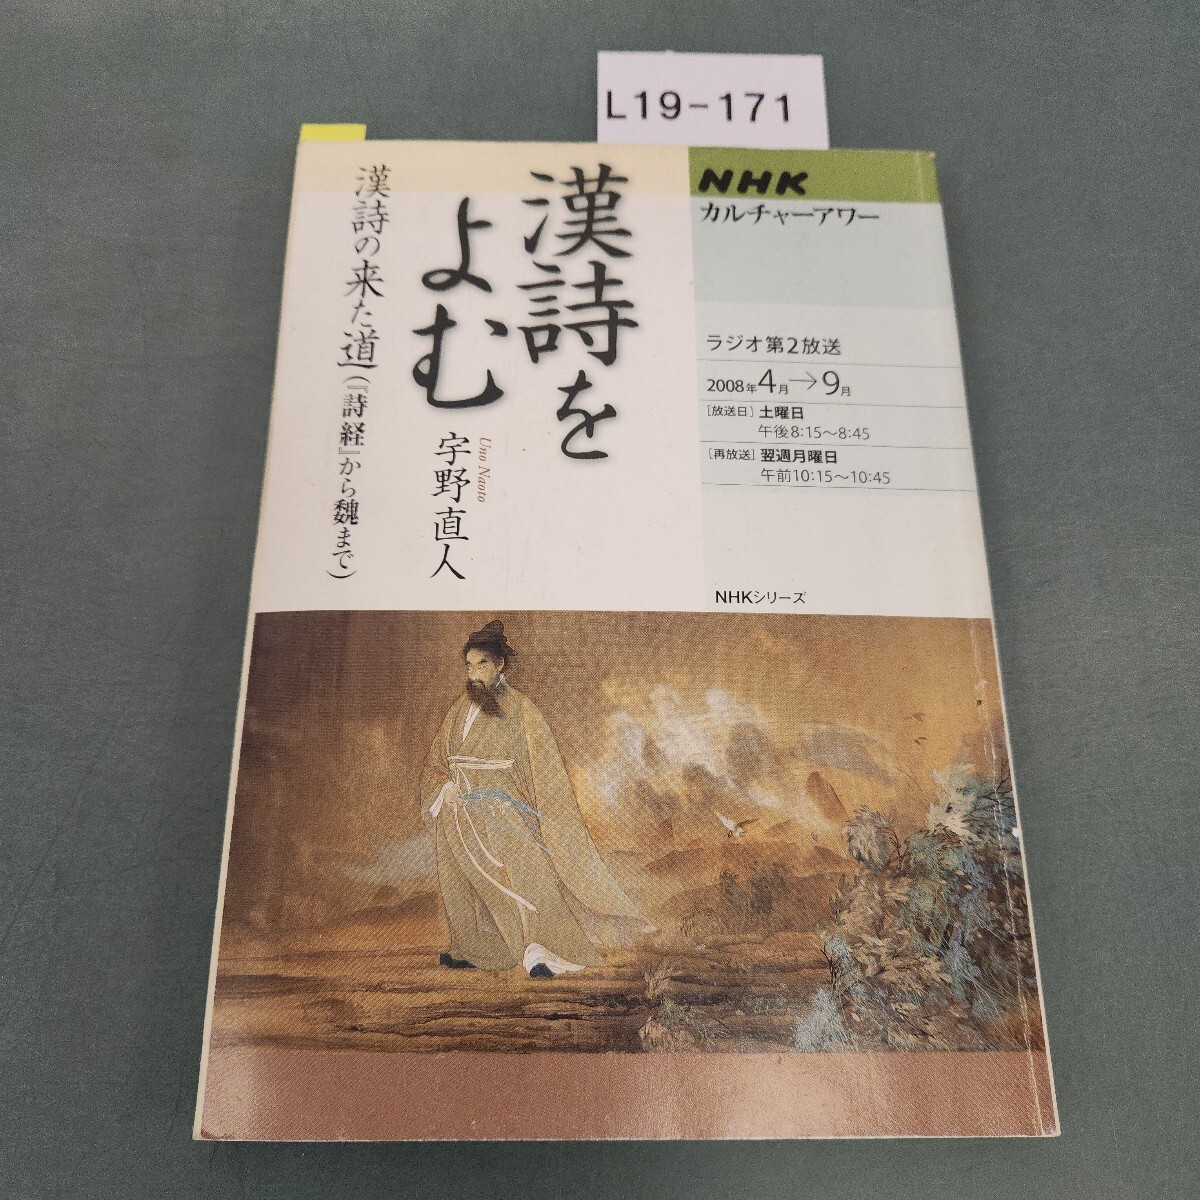 L19-171
NHK
カルチャーアワー
漢詩を
よむ
漢詩の来た道(『詩経』から魏まで)
宇野直人
Uno Naoto
ラジオ第2放送
2008年4月→9月
[放送日] 土曜日
午後8:15～8:45
[再放送] 翌週月曜日
午前10:15～10:45
NHKシリーズ